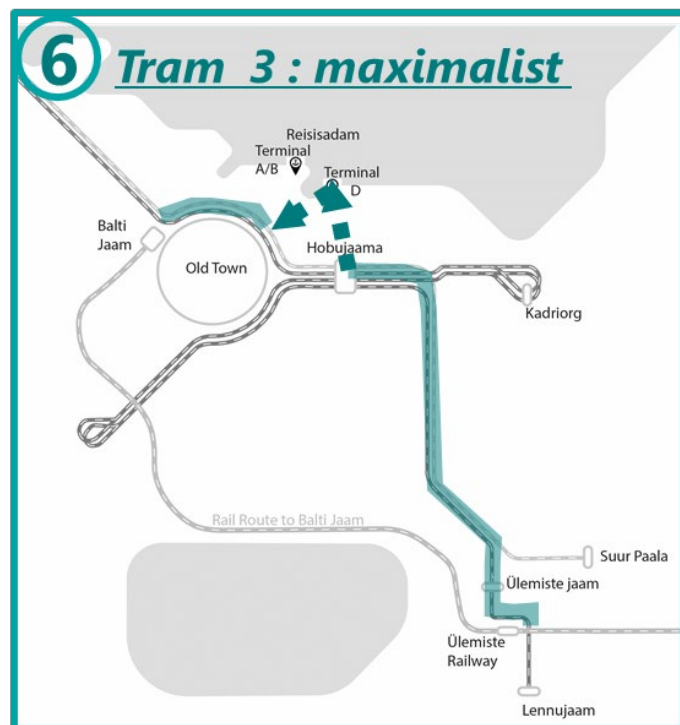 6
Tram 3 : maximalist
Reisisadam
Terminal
A/B
Terminal
D
Balti
Jaam
Hobujaama
Old Town
Kadriorg
Rail Route to Balti Jaam
Suur Paala
Ülemiste jaam
Ülemiste
Railway
Lennujaam